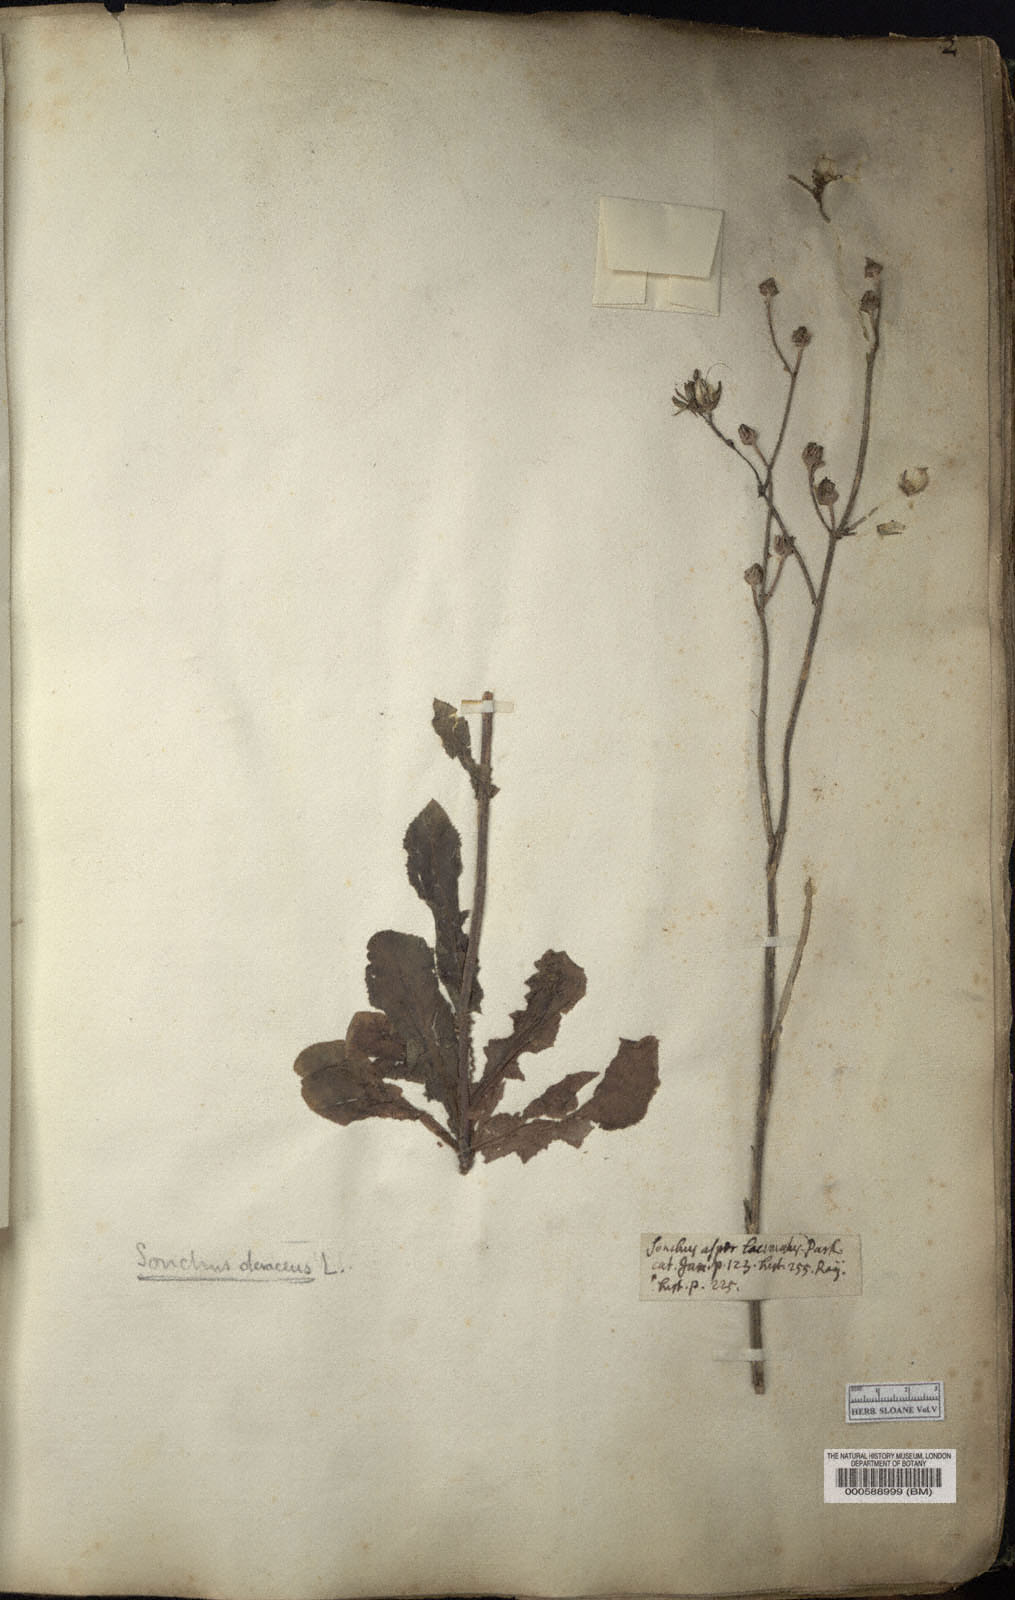 2
Sonchus oleraceus L.
Sonchus asper laciniatus. Park.
cat. Jam. p. 123. hist. 255. Raij.
hist. p. 225.
HERB SLOANE Vol. V
THE NATURAL HISTORY MUSEUM, LONDON
DEPARTMENT OF BOTANY
000588999 (BM)